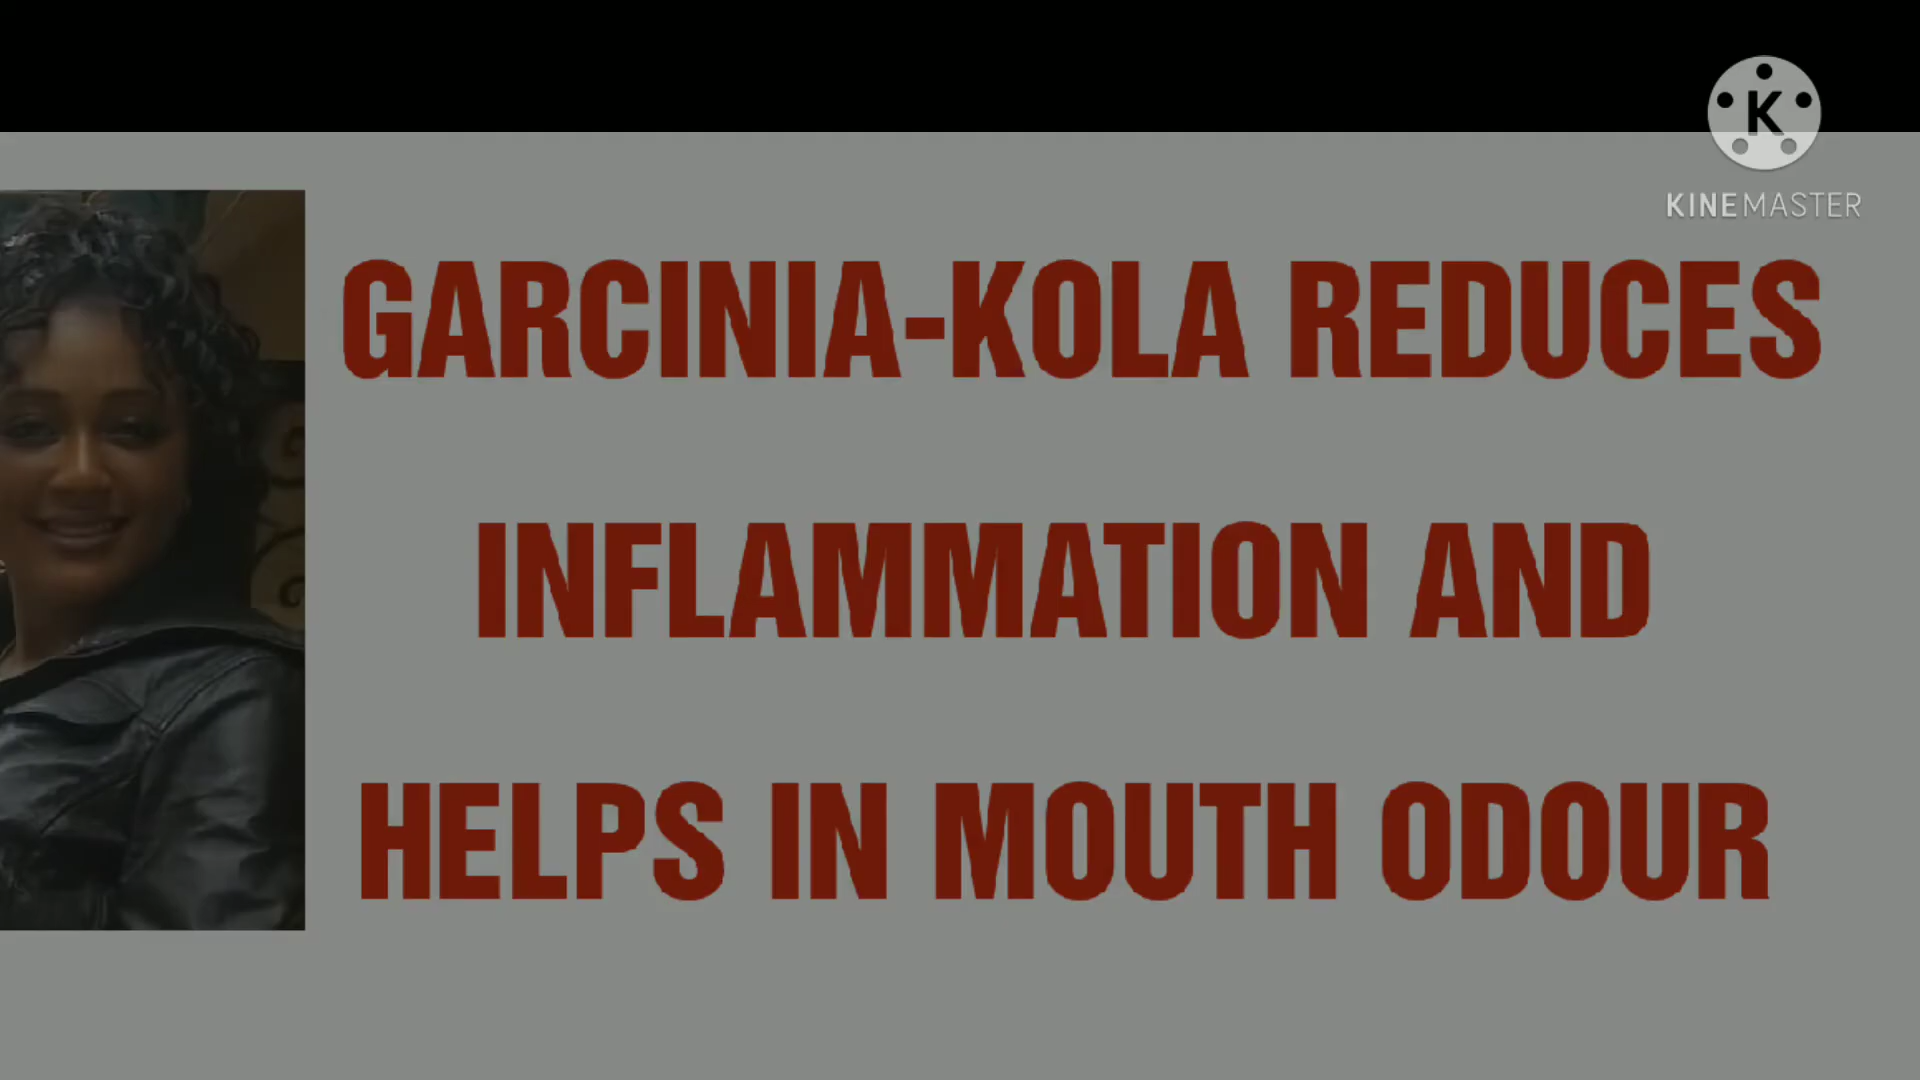 K
KINEMASTER
GARCINIA-KOLA REDUCES
INFLAMMATION AND
HELPS IN MOUTH ODOUR